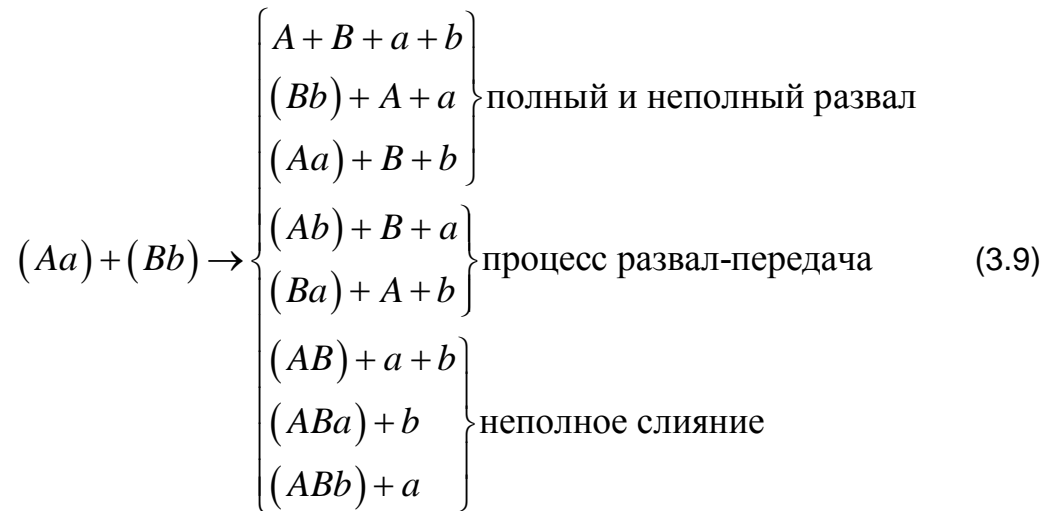 A + B + a + b
(Bb) + A + a
(Aa) + B + b
полный и неполный развал
(Aa) + (Bb) →
(Ab) + B + a
(Ba) + A + b
процесс развал-передача
(3.9)
(AB) + a + b
(ABa) + b
(ABb) + a
неполное слияние